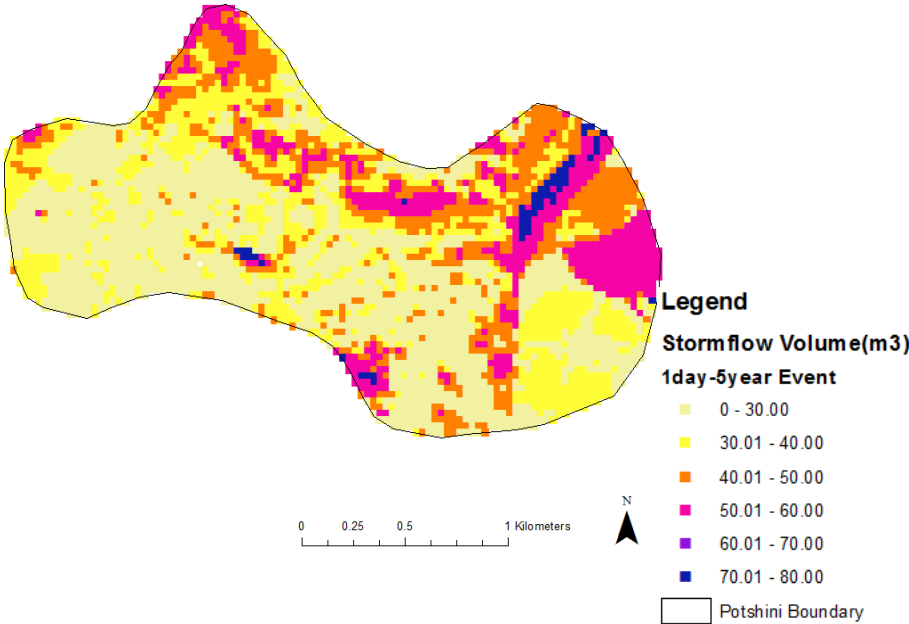 Legend
Stormflow Volume(m3)
1day-5year Event
0 - 30.00
30.01 - 40.00
40.01 - 50.00
50.01 - 60.00
60.01 - 70.00
70.01 - 80.00
Potshini Boundary
N
0 0.25 0.5 1 Kilometers